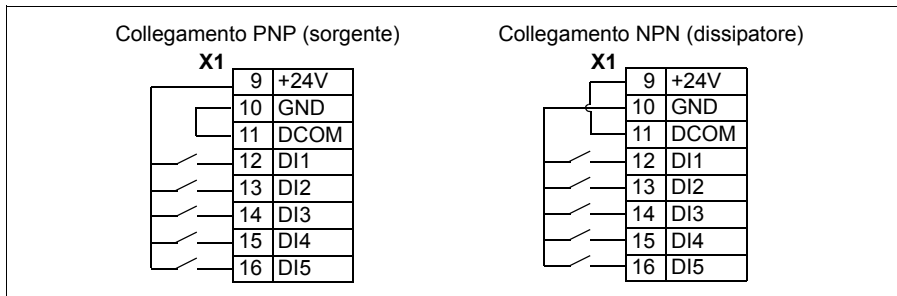 Collegamento PNP (sorgente)
X1
9 +24V
10 GND
11 DCOM
12 DI1
13 DI2
14 DI3
15 DI4
16 DI5
Collegamento NPN (dissipatore)
X1
9 +24V
10 GND
11 DCOM
12 DI1
13 DI2
14 DI3
15 DI4
16 DI5